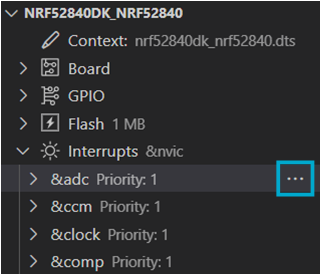 NRF52840DK_NRF52840
Context: nrf52840dk_nrf52840.dts
Board
GPIO
Flash 1 MB
Interrupts &nvic
&adc Priority: 1
&ccm Priority: 1
&clock Priority: 1
&comp Priority: 1